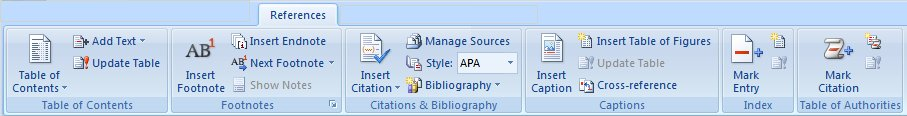 References
Table of
Contents
Add Text
Update Table
Table of Contents
AB1
Insert
Footnote
Insert Endnote
AB1 Next Footnote
Show Notes
Footnotes
Insert
Citation
Manage Sources
Style: APA
Bibliography
Citations & Bibliography
Insert
Caption
Insert Table of Figures
Update Table
Cross-reference
Captions
Mark
Entry
Index
Mark
Citation
Table of Authorities